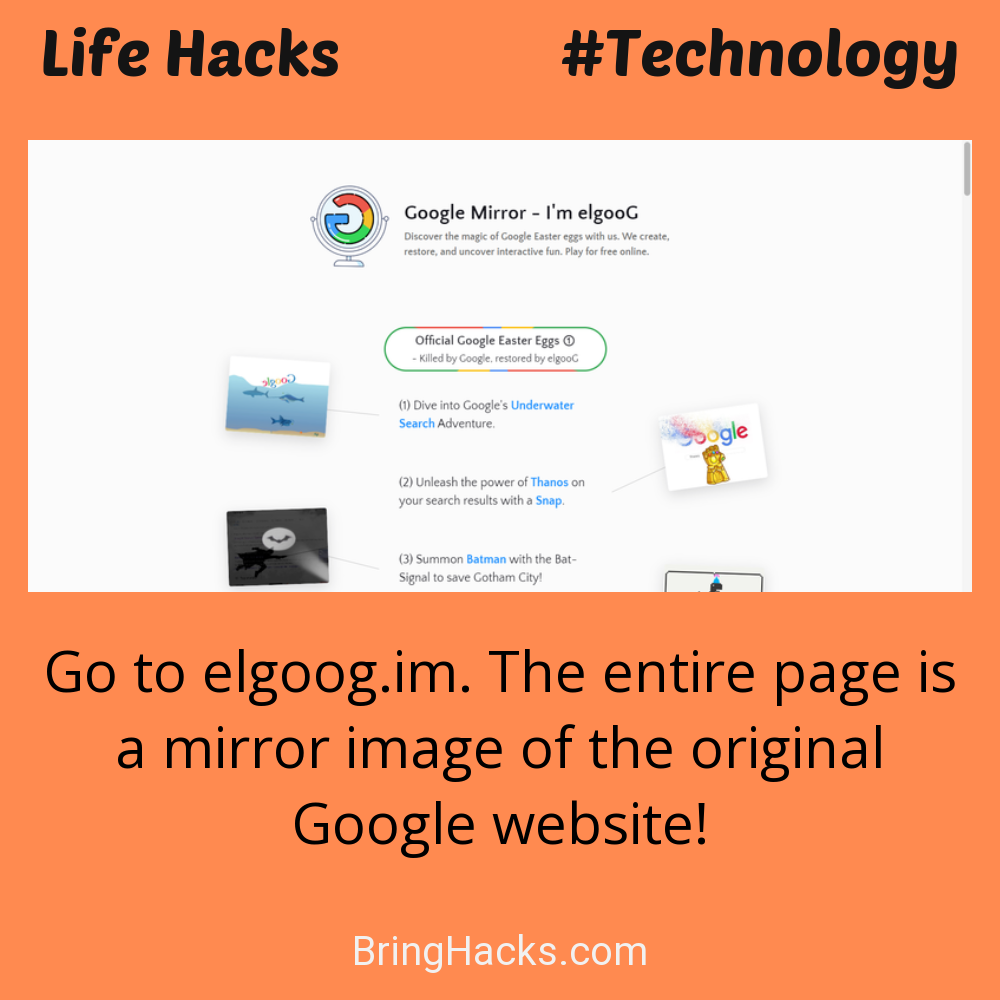 Life Hacks #Technology
Google Mirror - I'm elgooG
Discover the magic of Google Easter eggs with us. We create,
restore, and uncover interactive fun. Play for free online.
Official Google Easter Eggs ①
- Killed by Google, restored by elgooG
Google
(1) Dive into Google's Underwater
Search Adventure.
Google
(2) Unleash the power of Thanos on
your search results with a Snap.
(3) Summon Batman with the Bat-
Signal to save Gotham City!
Go to elgoog.im. The entire page is
a mirror image of the original
Google website!
BringHacks.com